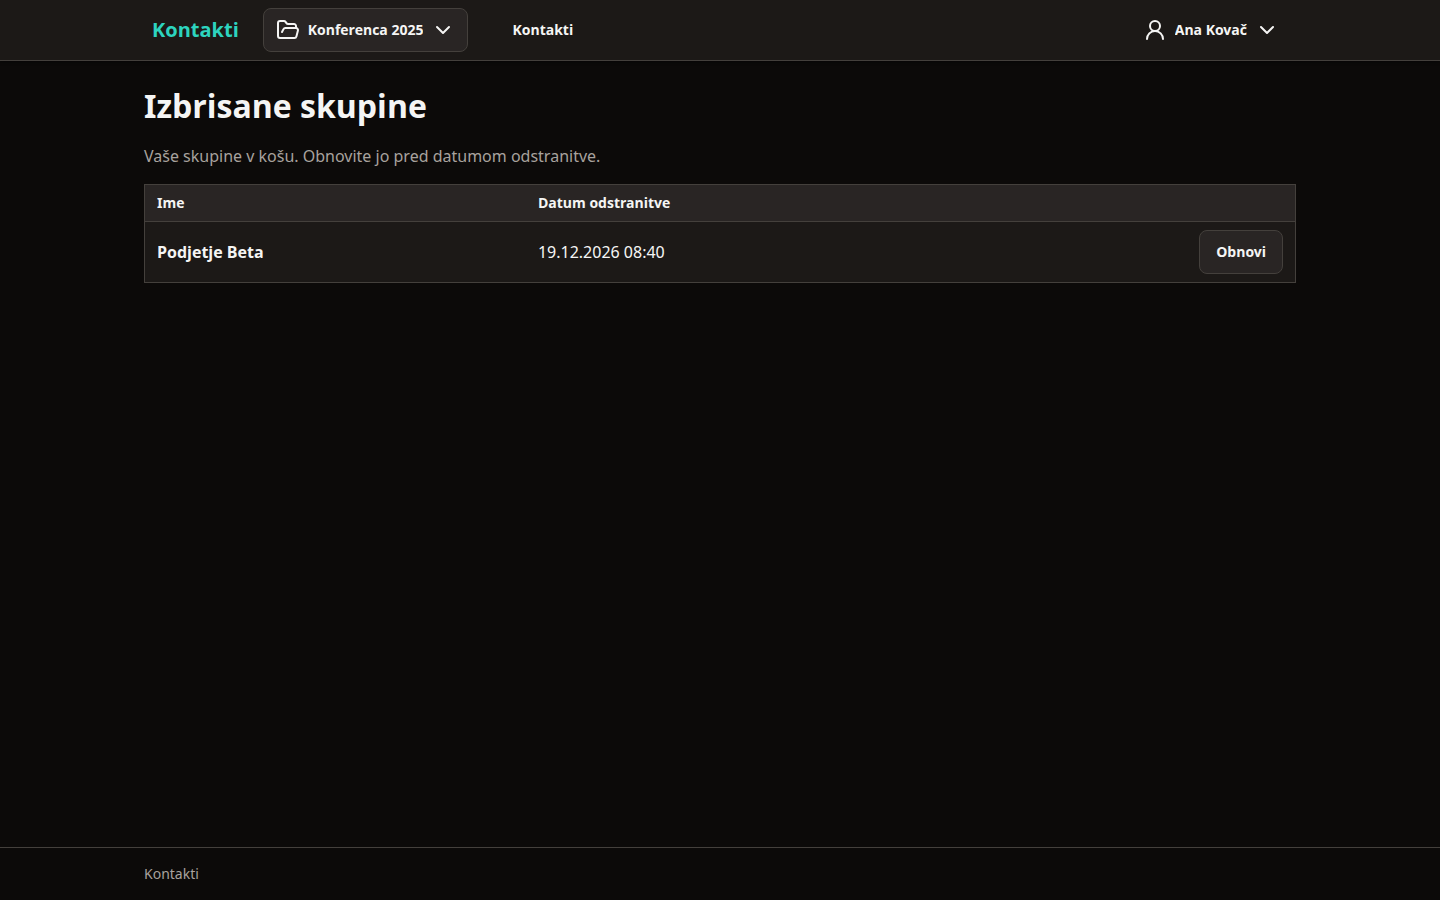 Kontakti
Konferenca 2025
Kontakti
Ana Kovač
Izbrisane skupine
Vaše skupine v košu. Obnovite jo pred datumom odstranitve.
Ime
Datum odstranitve
Podjetje Beta
19.12.2026 08:40
Obnovi
Kontakti